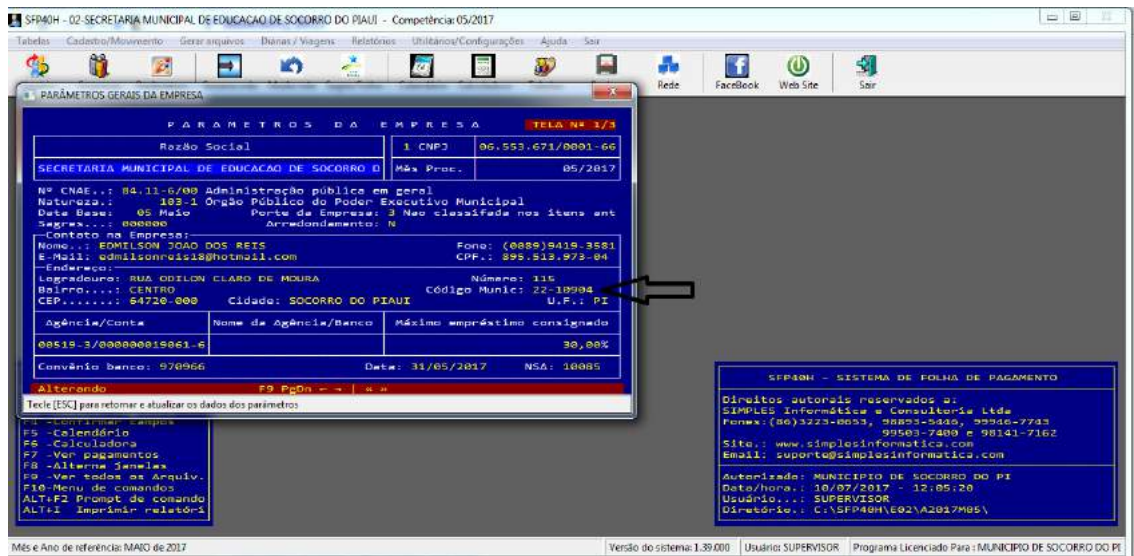 SFP40H - 02-SECRETARIA MUNICIPAL DE EDUCACAO DE SOCORRO DO PIAUI - Competência: 05/2017
Tabelas Cadastro/Movimento Gerar arquivos Diárias / Viagens Relatórios Utilitários/Configurações Ajuda Sair
Rede FaceBook Web Site Sair
PARÂMETROS GERAIS DA EMPRESA
PARAMETROS DA EMPRESA TELA Nº 1/3
Razão Social 1 CNPJ 06.553.671/0001-66
SECRETARIA MUNICIPAL DE EDUCACAO DE SOCORRO D Mês Proc. 05/2017
Nº CNAE..: 84.11-6/00 Administração pública em geral
Natureza.: 103-1 Órgão Público do Poder Executivo Municipal
Data Base: 05 Maio Porte da Empresa: 3 Nao classifada nos itens ant
Sagres...: 000000 Arredondamento: N
Contato na Empresa:
Nome..: EDMILSON JOAO DOS REIS Fone: (0089)9419-3581
E-Mail: edmilsonreis18@hotmail.com CPF.: 895.513.973-04
Endereço:
Logradouro: RUA ODILON CLARO DE MOURA Número: 115
Bairro....: CENTRO Código Munic: 22-10904
CEP.......: 64720-000 Cidade: SOCORRO DO PIAUI U.F.: PI
Agência/Conta Nome da Agência/Banco Máximo empréstimo consignado
00519-3/000000019061-6 30,00%
Convênio banco: 970966 Data: 31/05/2017 NSA: 10085
Alterando F9 PgDn ← → | « »
Tecle [ESC] para retornar e atualizar os dados dos parâmetros
F4 -Confirmar campos
F5 -Calendário
F6 -Calculadora
F7 -Ver pagamentos
F8 -Alterna janelas
F9 -Ver todos os Arquiv.
F10-Menu de comandos
ALT+F2 Prompt de comando
ALT+I Imprimir relatóri
SFP40H - SISTEMA DE FOLHA DE PAGAMENTO
Direitos autorais reservados a:
SIMPLES Informática e Consultoria Ltda
Fones:(86)3223-0653, 98893-5446, 99946-7743
99503-7400 e 98141-7162
Site.: www.simplesinformatica.com
Email: suporte@simplesinformatica.com
Autorizado: MUNICIPIO DE SOCORRO DO PI
Data/hora.: 10/07/2017 - 12:05:20
Usuário...: SUPERVISOR
Diretório.: C:\SFP40H\E02\A2017M05\
Mês e Ano de referência: MAIO de 2017 Versão do sistema: 1.39.000 Usuário: SUPERVISOR Programa Licenciado Para : MUNICIPIO DE SOCORRO DO PI